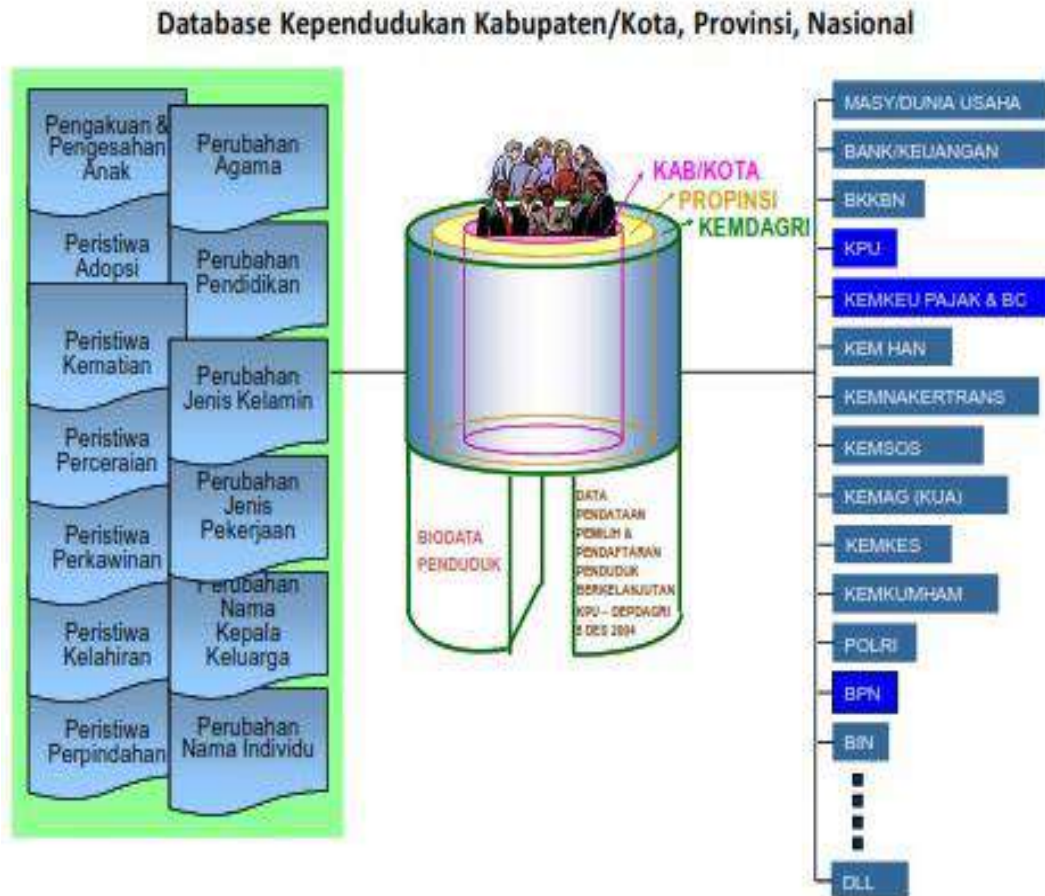 Database Kependudukan Kabupaten/Kota, Provinsi, Nasional
Pengakuan &
Pengesahan
Anak
Peristiwa
Adopsi
Peristiwa
Kematian
Peristiwa
Perceraian
Peristiwa
Perkawinan
Peristiwa
Kelahiran
Peristiwa
Perpindahan
Perubahan
Agama
Perubahan
Pendidikan
Perubahan
Jenis Kelamin
Perubahan
Jenis
Pekerjaan
Perubahan
Nama
Kepala
Keluarga
Perubahan
Nama Individu
KAB/KOTA
PROPINSI
KEMDAGRI
BIODATA
PENDUDUK
DATA
PENDATAAN
PEMILIH &
PENDAFTARAN
PENDUDUK
BERKELANJUTAN
KPU – DEPDAGRI
8 DES 2004
MASY/DUNIA USAHA
BANK/KEUANGAN
BKKBN
KPU
KEMKEU PAJAK & BC
KEM HAN
KEMNAKERTRANS
KEMSOS
KEMAG (KUA)
KEMKES
KEMKUMHAM
POLRI
BPN
BIN
DLL